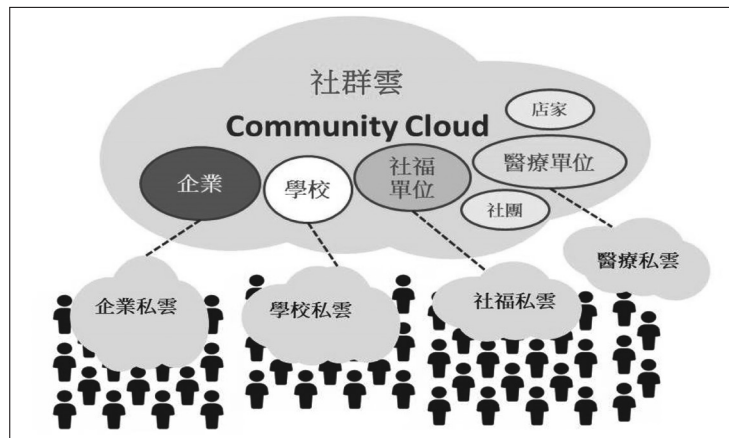 社群雲
Community Cloud
店家
企業
學校
社福
單位
醫療單位
社團
企業私雲
學校私雲
社福私雲
醫療私雲